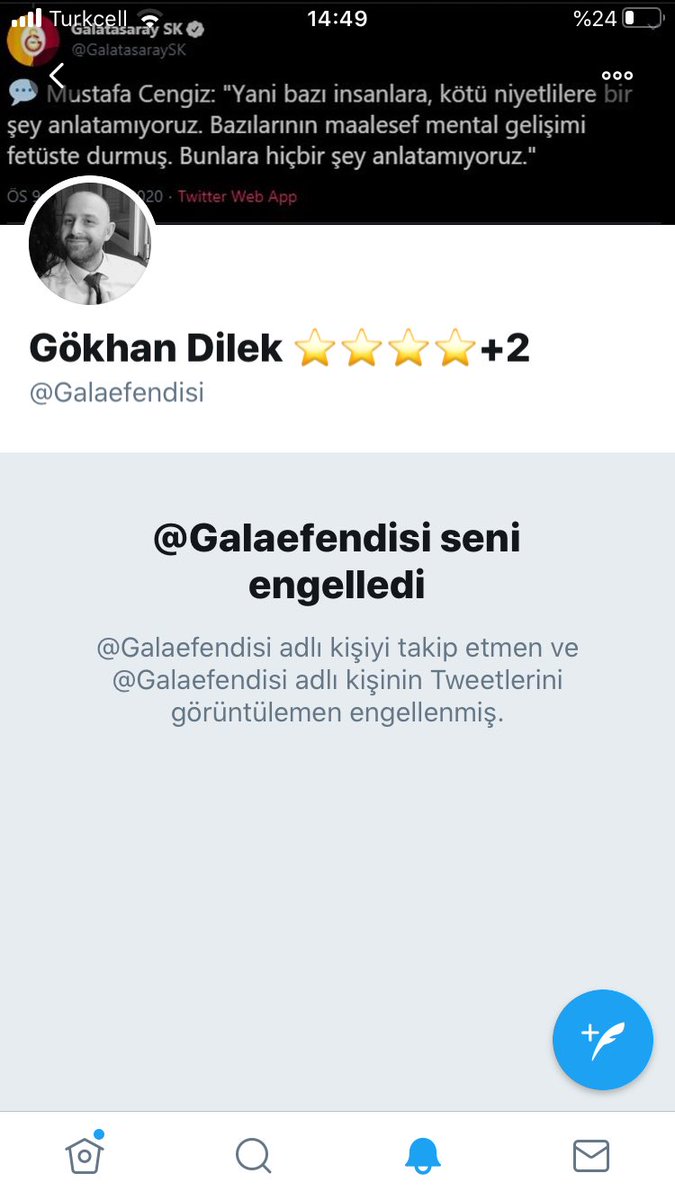 Turkcell 14:49 %24
Galatasaray SK
@GalatasaraySK
Mustafa Cengiz: "Yani bazı insanlara, kötü niyetlilere bir
şey anlatamıyoruz. Bazılarının maalesef mental gelişimi
fetüste durmuş. Bunlara hiçbir şey anlatamıyoruz."
ÖS 9 20 · Twitter Web App
Gökhan Dilek ⭐⭐⭐⭐+2
@Galaefendisi
@Galaefendisi seni
engelledi
@Galaefendisi adlı kişiyi takip etmen ve
@Galaefendisi adlı kişinin Tweetlerini
görüntülemen engellenmiş.